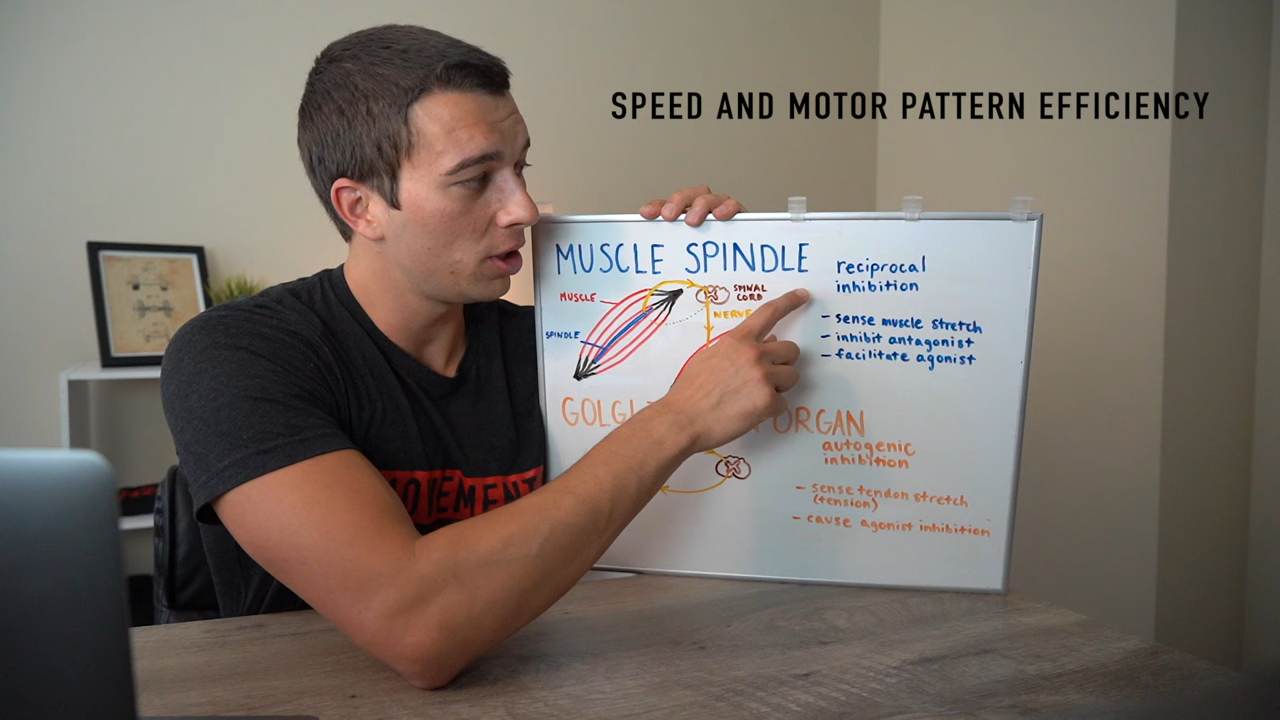 SPEED AND MOTOR PATTERN EFFICIENCY
MUSCLE SPINDLE
MUSCLE
SPINDLE
SPINAL
CORD
NERVE
reciprocal
inhibition
- sense muscle stretch
- inhibit antagonist
- facilitate agonist
ORGAN
autogenic
inhibition
- sense tendon stretch
(tension)
- cause agonist inhibition